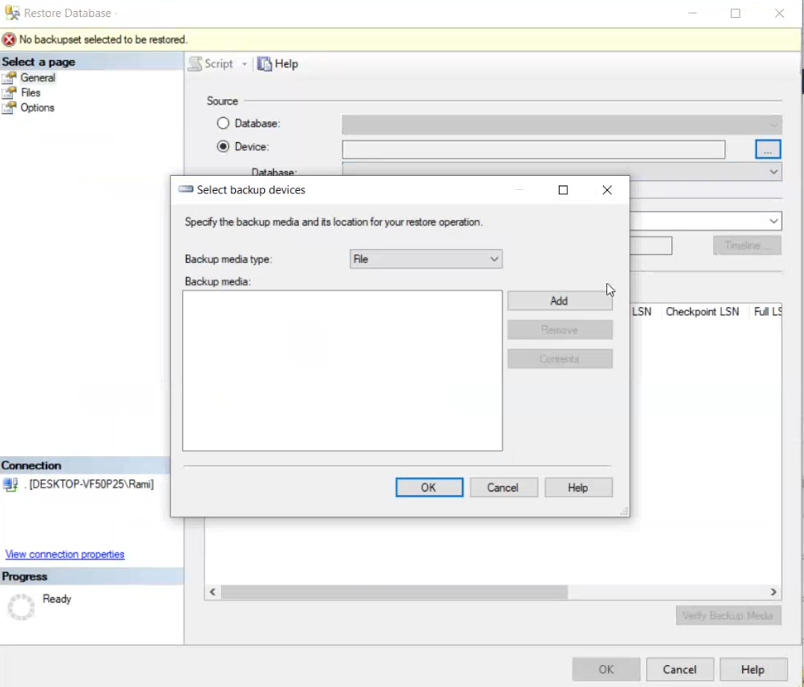 Restore Database -
No backupset selected to be restored.
Select a page
General
Files
Options
Script
Help
Source
Database:
Device:
...
Database:
Select backup devices
Specify the backup media and its location for your restore operation.
Backup media type:
File
Backup media:
Add
Remove
Contents
OK
Cancel
Help
Timeline...
LSN
Checkpoint LSN
Full LS
Connection
. [DESKTOP-VF50P25\Rami]
View connection properties
Progress
Ready
Verify Backup Media
OK
Cancel
Help